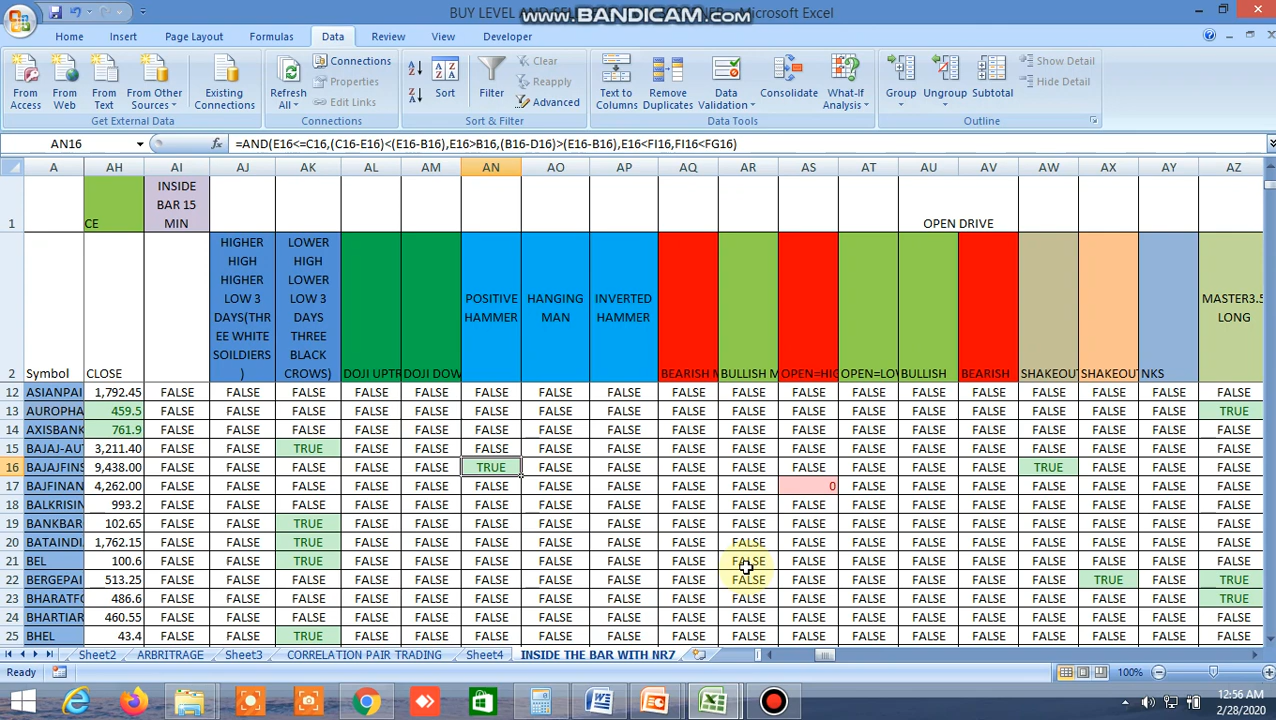 BUY LEVEL AND SEL
www.BANDICAM.com
- Microsoft Excel
Home Insert Page Layout Formulas Data Review View Developer
From Access
From Web
From Text
From Other Sources
Existing Connections
Refresh All
Connections
Properties
Edit Links
Sort
Filter
Clear
Reapply
Advanced
Text to Columns
Remove Duplicates
Data Validation
Consolidate
What-If Analysis
Group
Ungroup
Subtotal
Show Detail
Hide Detail
Get External Data Connections Sort & Filter Data Tools Outline
AN16 fx =AND(E16<=C16,(C16-E16)<(E16-B16),E16>B16,(B16-D16)>(E16-B16),E16<FI16,FI16<FG16)
A AH AI AJ AK AL AM AN AO AP AQ AR AS AT AU AV AW AX AY AZ
1 CE INSIDE BAR 15 MIN OPEN DRIVE
2 Symbol CLOSE
HIGHER HIGH HIGHER LOW 3 DAYS(THREE WHITE SOILDIERS)
LOWER HIGH LOWER LOW 3 DAYS THREE BLACK CROWS)
DOJI UPTR DOJI DOW
POSITIVE HAMMER
HANGING MAN
INVERTED HAMMER
BEARISH M BULLISH M OPEN=HIG OPEN=LOV BULLISH BEARISH SHAKEOUT SHAKEOUT NKS
MASTER3.5 LONG
12 ASIANPAI 1,792.45 FALSE FALSE FALSE FALSE FALSE FALSE FALSE FALSE FALSE FALSE FALSE FALSE FALSE FALSE FALSE FALSE FALSE FALSE
13 AUROPHA 459.5 FALSE FALSE FALSE FALSE FALSE FALSE FALSE FALSE FALSE FALSE FALSE FALSE FALSE FALSE FALSE FALSE FALSE TRUE
14 AXISBANK 761.9 FALSE FALSE FALSE FALSE FALSE FALSE FALSE FALSE FALSE FALSE FALSE FALSE FALSE FALSE FALSE FALSE FALSE FALSE
15 BAJAJ-AU 3,211.40 FALSE FALSE TRUE FALSE FALSE FALSE FALSE FALSE FALSE FALSE FALSE FALSE FALSE FALSE FALSE FALSE FALSE FALSE
16 BAJAJFINS 9,438.00 FALSE FALSE FALSE FALSE FALSE TRUE FALSE FALSE FALSE FALSE FALSE FALSE FALSE FALSE TRUE FALSE FALSE FALSE
17 BAJFINAN 4,262.00 FALSE FALSE FALSE FALSE FALSE FALSE FALSE FALSE FALSE FALSE 0 FALSE FALSE FALSE FALSE FALSE FALSE FALSE
18 BALKRISIN 993.2 FALSE FALSE FALSE FALSE FALSE FALSE FALSE FALSE FALSE FALSE FALSE FALSE FALSE FALSE FALSE FALSE FALSE FALSE
19 BANKBAR 102.65 FALSE FALSE TRUE FALSE FALSE FALSE FALSE FALSE FALSE FALSE FALSE FALSE FALSE FALSE FALSE FALSE FALSE FALSE
20 BATAINDI 1,762.15 FALSE FALSE TRUE FALSE FALSE FALSE FALSE FALSE FALSE FALSE FALSE FALSE FALSE FALSE FALSE FALSE FALSE FALSE
21 BEL 100.6 FALSE FALSE TRUE FALSE FALSE FALSE FALSE FALSE FALSE FALSE FALSE FALSE FALSE FALSE FALSE FALSE FALSE FALSE
22 BERGEPAI 513.25 FALSE FALSE FALSE FALSE FALSE FALSE FALSE FALSE FALSE FALSE FALSE FALSE FALSE FALSE FALSE TRUE FALSE TRUE
23 BHARATFO 486.6 FALSE FALSE FALSE FALSE FALSE FALSE FALSE FALSE FALSE FALSE FALSE FALSE FALSE FALSE FALSE FALSE FALSE TRUE
24 BHARTIAR 460.55 FALSE FALSE FALSE FALSE FALSE FALSE FALSE FALSE FALSE FALSE FALSE FALSE FALSE FALSE FALSE FALSE FALSE FALSE
25 BHEL 43.4 FALSE FALSE TRUE FALSE FALSE FALSE FALSE FALSE FALSE FALSE FALSE FALSE FALSE FALSE FALSE FALSE FALSE FALSE
Sheet2 ARBRITRAGE Sheet3 CORRELATION PAIR TRADING Sheet4 INSIDE THE BAR WITH NR7
Ready 100%
12:56 AM
2/28/2020